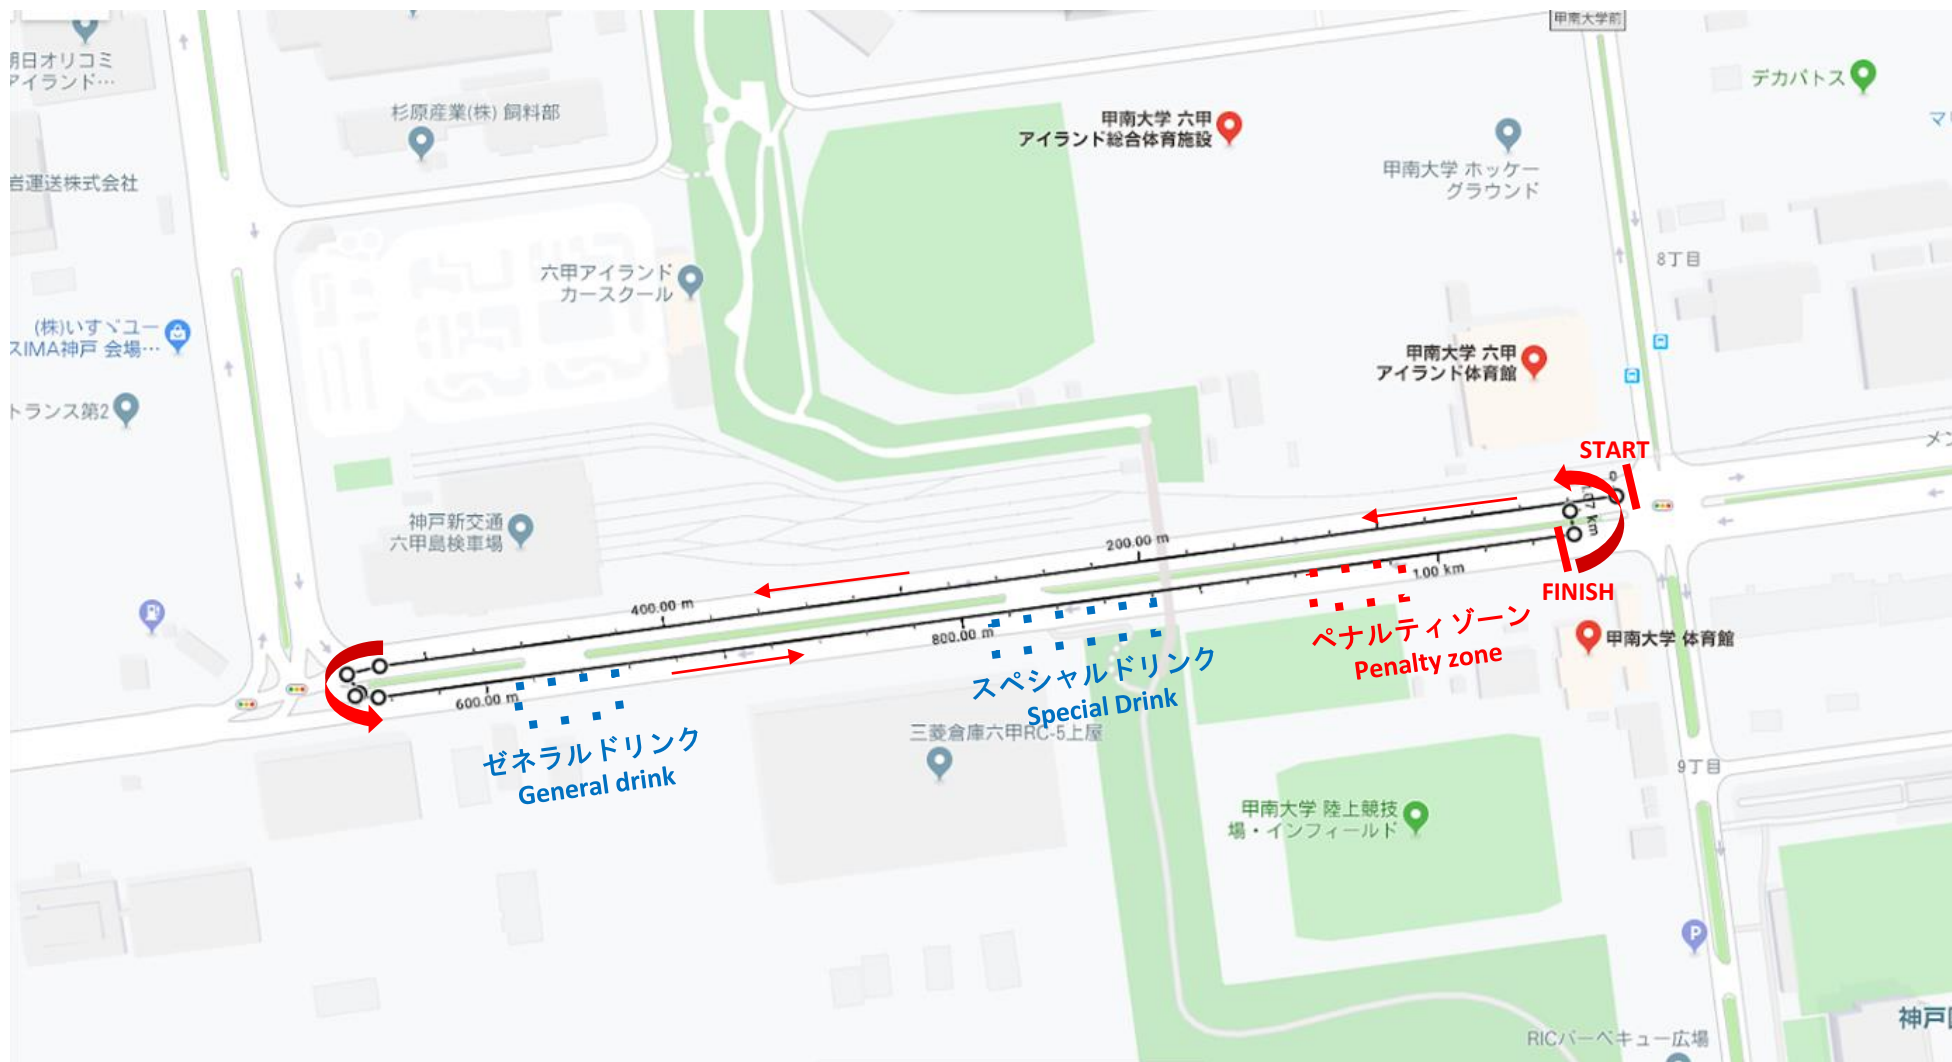 甲南大学前
明日オリコミ
アイランド…
デカパトス
杉原産業(株) 飼料部
甲南大学 六甲
アイランド総合体育施設
甲南大学 ホッケー
グラウンド
岩運送株式会社
六甲アイランド
カースクール
8丁目
(株)いすゞユー
スIMA神戸 会場…
甲南大学 六甲
アイランド体育館
トランス第2
START
0
1.07 km
神戸新交通
六甲島検車場
200.00 m
400.00 m
1.00 km
FINISH
800.00 m
600.00 m
ペナルティゾーン
Penalty zone
甲南大学 体育館
スペシャルドリンク
Special Drink
三菱倉庫六甲RC-5上屋
ゼネラルドリンク
General drink
9丁目
甲南大学 陸上競技
場・インフィールド
P
RICバーベキュー広場